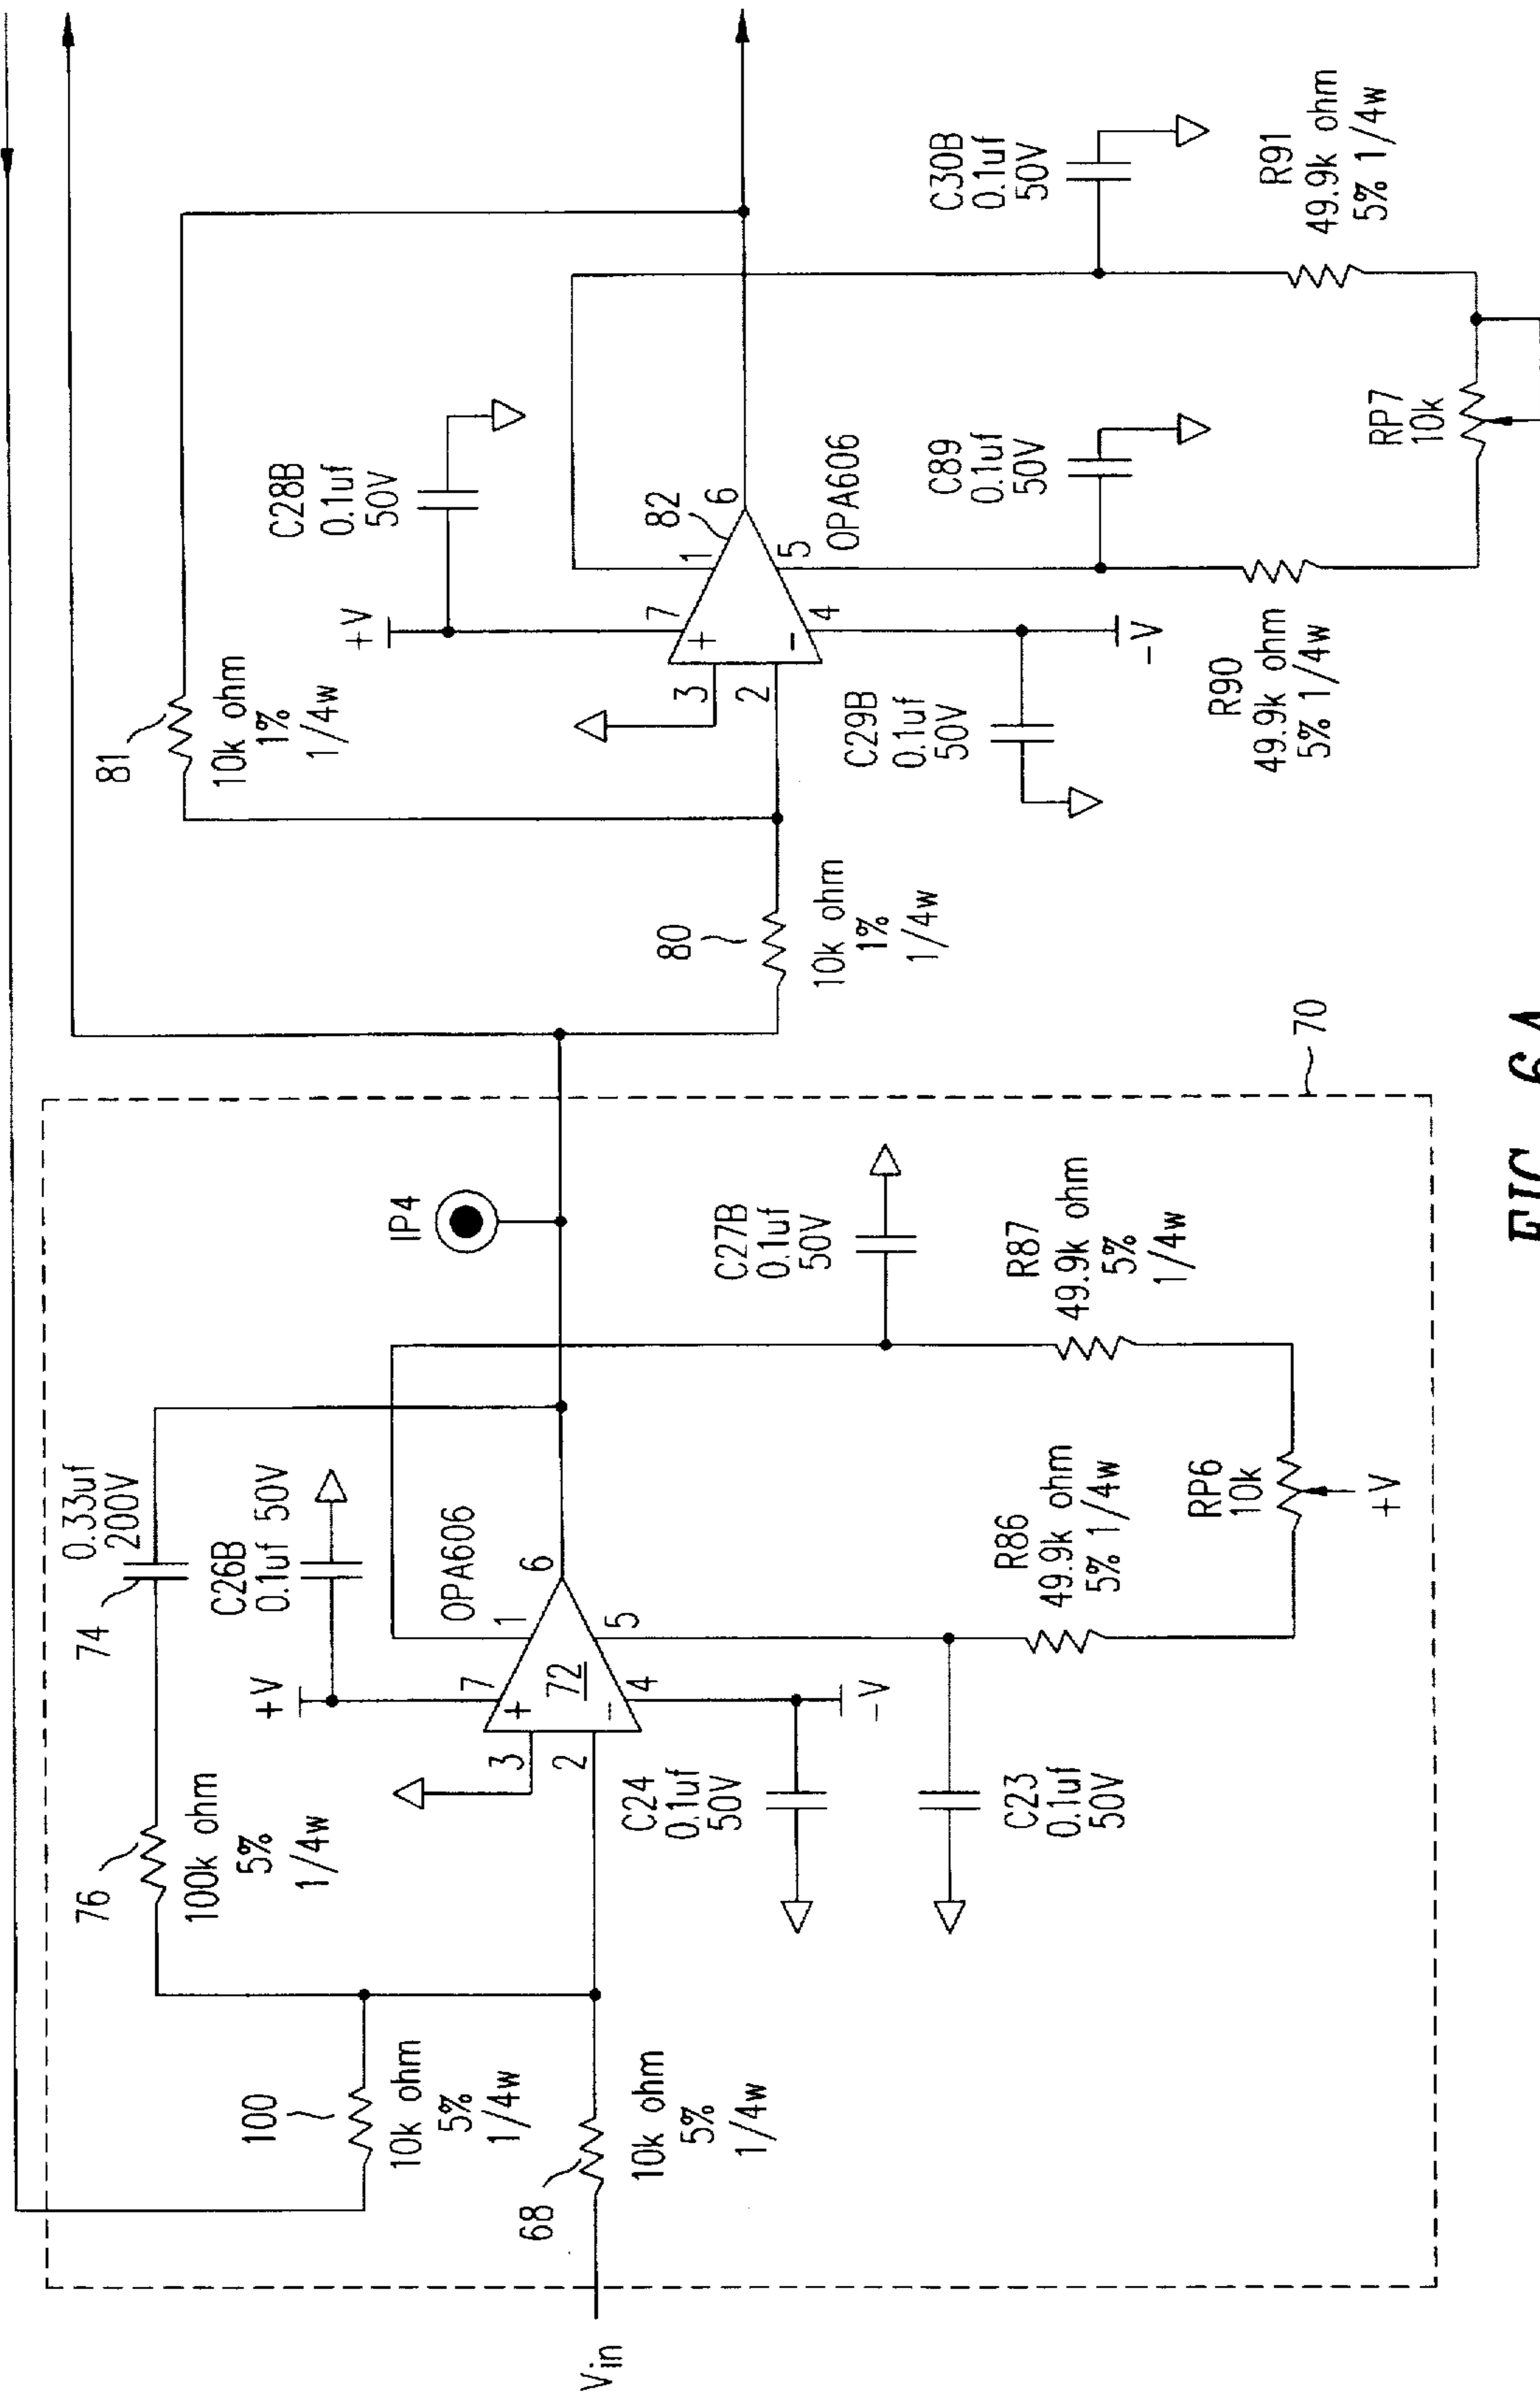 81
10k ohm
1%
1/4w
+V
C28B
0.1uf
50V
7
1
82
6
3
2
+
-
4
5
OPA606
C29B
0.1uf
50V
-V
C30B
0.1uf
50V
C89
0.1uf
50V
R91
49.9k ohm
5% 1/4w
R90
49.9k ohm
5% 1/4w
RP7
10k
80
10k ohm
1%
1/4w
70
0.33uf
200V
74
76
100k ohm
5%
1/4w
C26B
0.1uf 50V
OPA606
+V
7
1
6
3
2
+
72
-
4
5
IP4
C27B
0.1uf
50V
R87
49.9k ohm
5%
1/4w
R86
49.9k ohm
5% 1/4w
RP6
10k
+V
C24
0.1uf
50V
-V
C23
0.1uf
50V
100
10k ohm
5%
1/4w
68
10k ohm
5%
1/4w
Vin